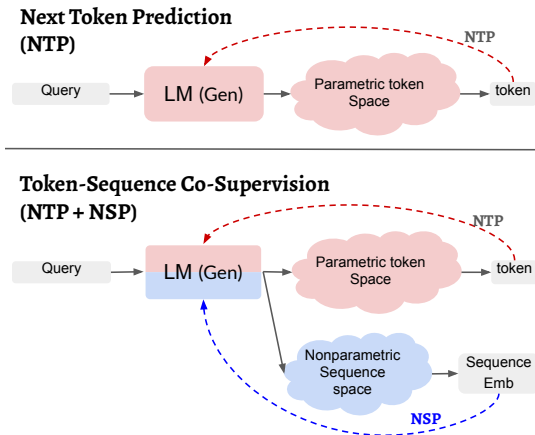 Next Token Prediction
(NTP)
NTP
Query
LM (Gen)
Parametric token
Space
token
Token-Sequence Co-Supervision
(NTP + NSP)
NTP
Query
LM (Gen)
Parametric token
Space
token
Nonparametric
Sequence
space
Sequence
Emb
NSP